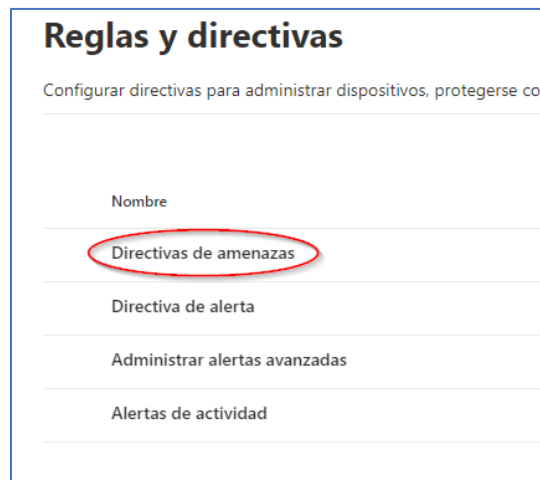 Reglas y directivas
Configurar directivas para administrar dispositivos, protegerse co
Nombre
Directivas de amenazas
Directiva de alerta
Administrar alertas avanzadas
Alertas de actividad